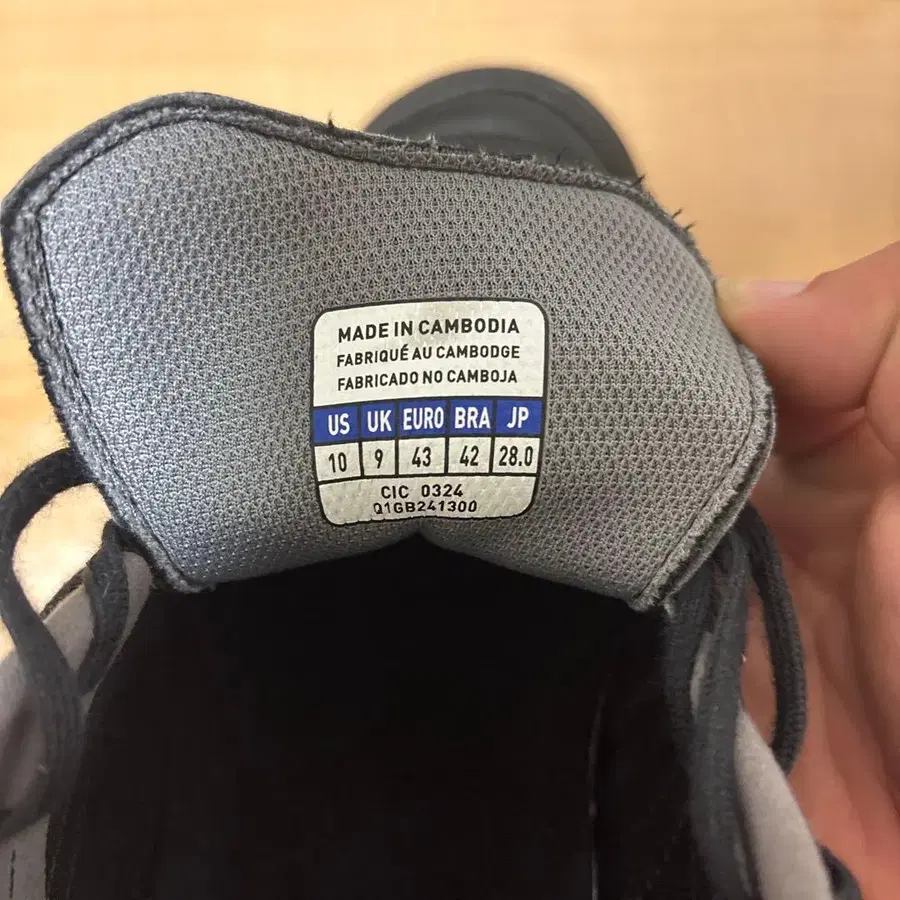 MADE IN CAMBODIA
FABRIQUÉ AU CAMBODGE
FABRICADO NO CAMBOJA
US UK EURO BRA JP
10 9 43 42 28.0
CIC 0324
Q1GB241300